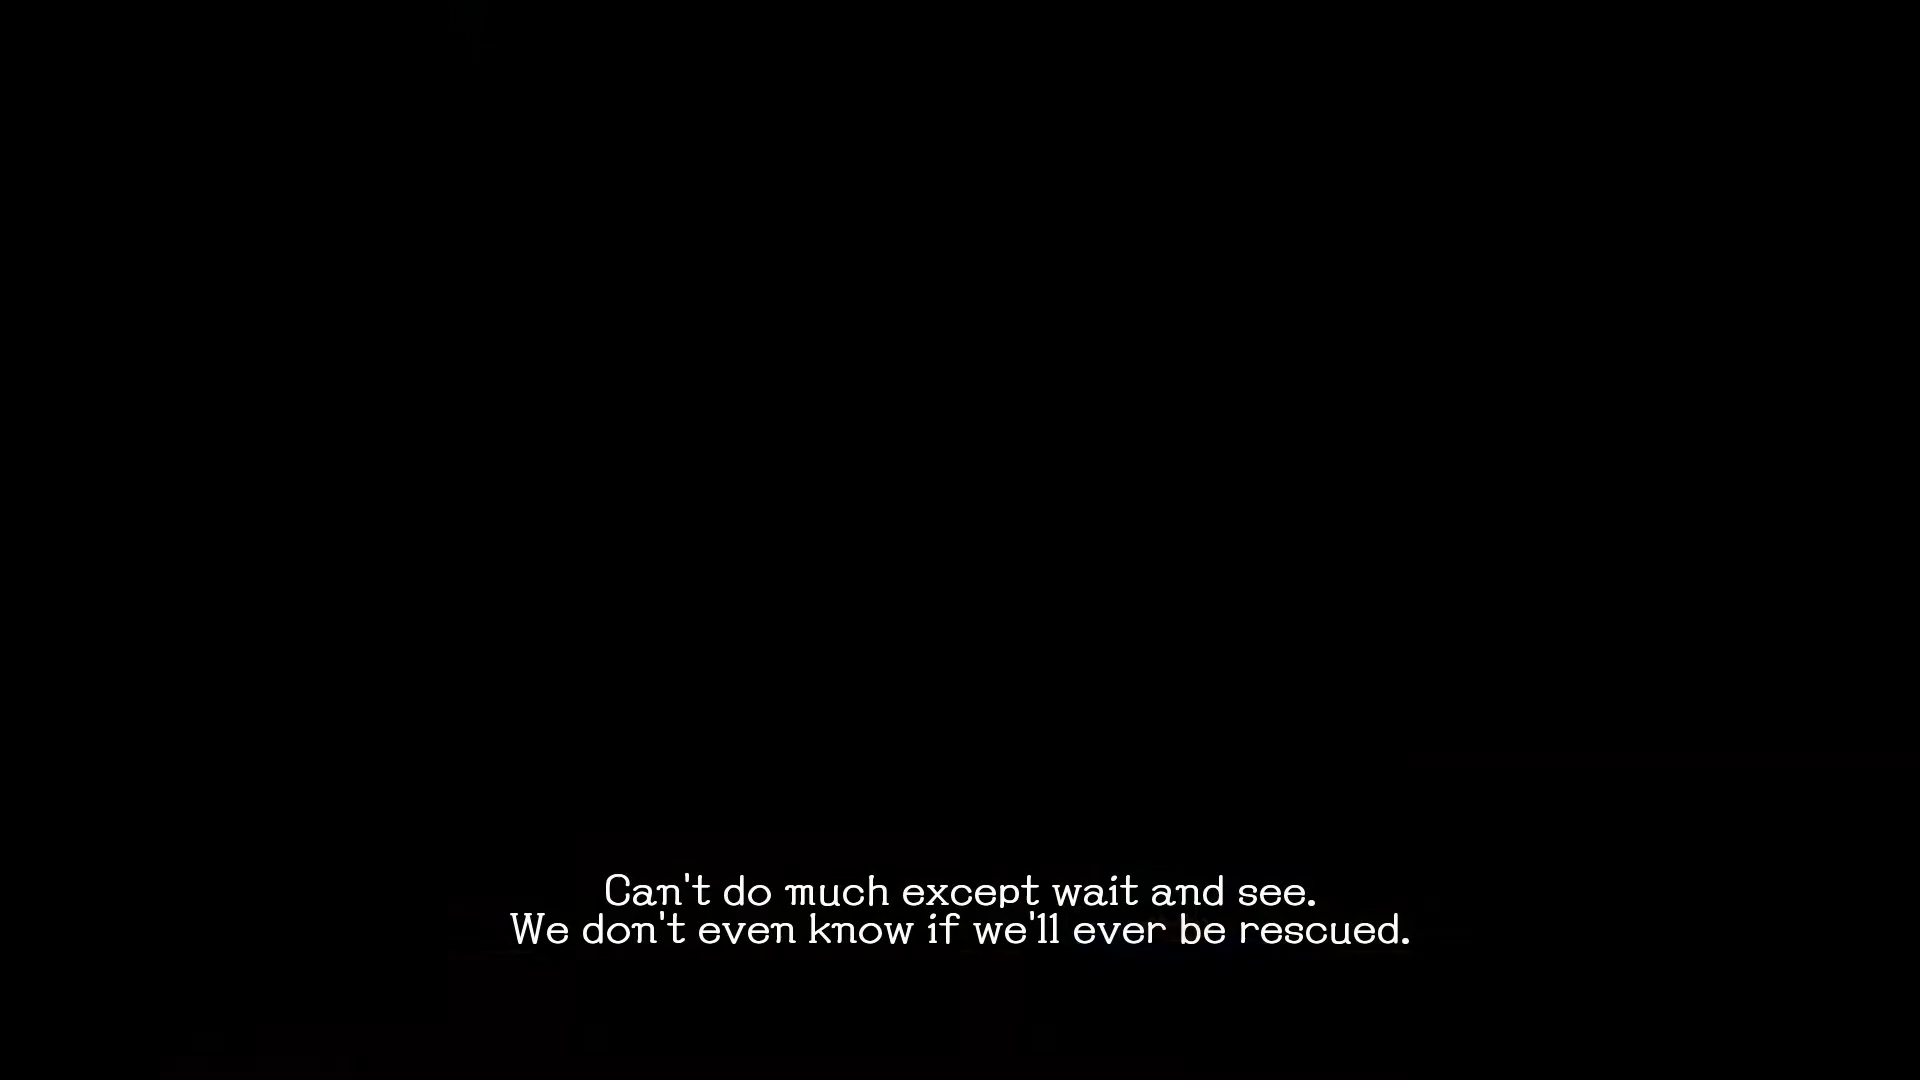 Can't do much except wait and see.
We don't even know if we'll ever be rescued.